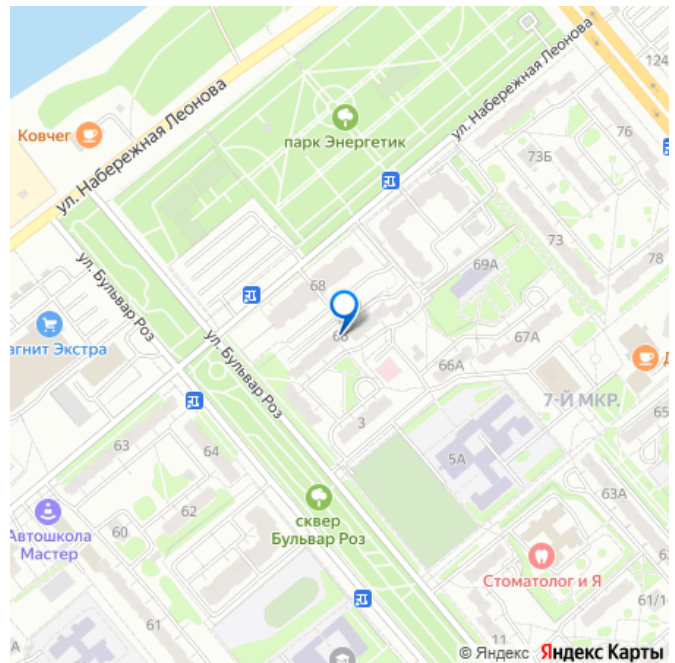 ул. Набережная Леонова
124
Ковчег
парк Энергетик
ул. Набережная Леонова
76
73Б
73
69А
78
68
ул. Бульвар Роз
агнит Экстра
ул. Бульвар Роз
67А
66А
7-Й МКР.
65
3
63
64
5А
63А
сквер
Бульвар Роз
62
60
Автошкола
Мастер
Стоматолог и Я
61/1
61
11
© Яндекс Яндекс Карты